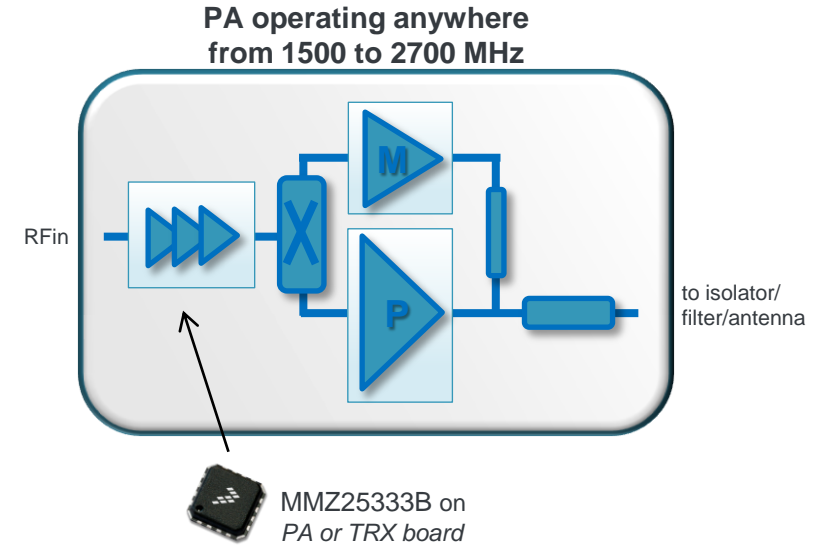 PA operating anywhere
from 1500 to 2700 MHz
M
RFin
P
to isolator/
filter/antenna
MMZ25333B on
PA or TRX board